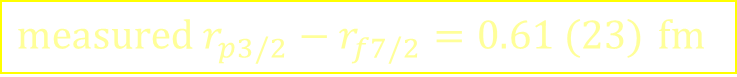 measured r_{p3/2} − r_{f7/2} = 0.61 (23) fm